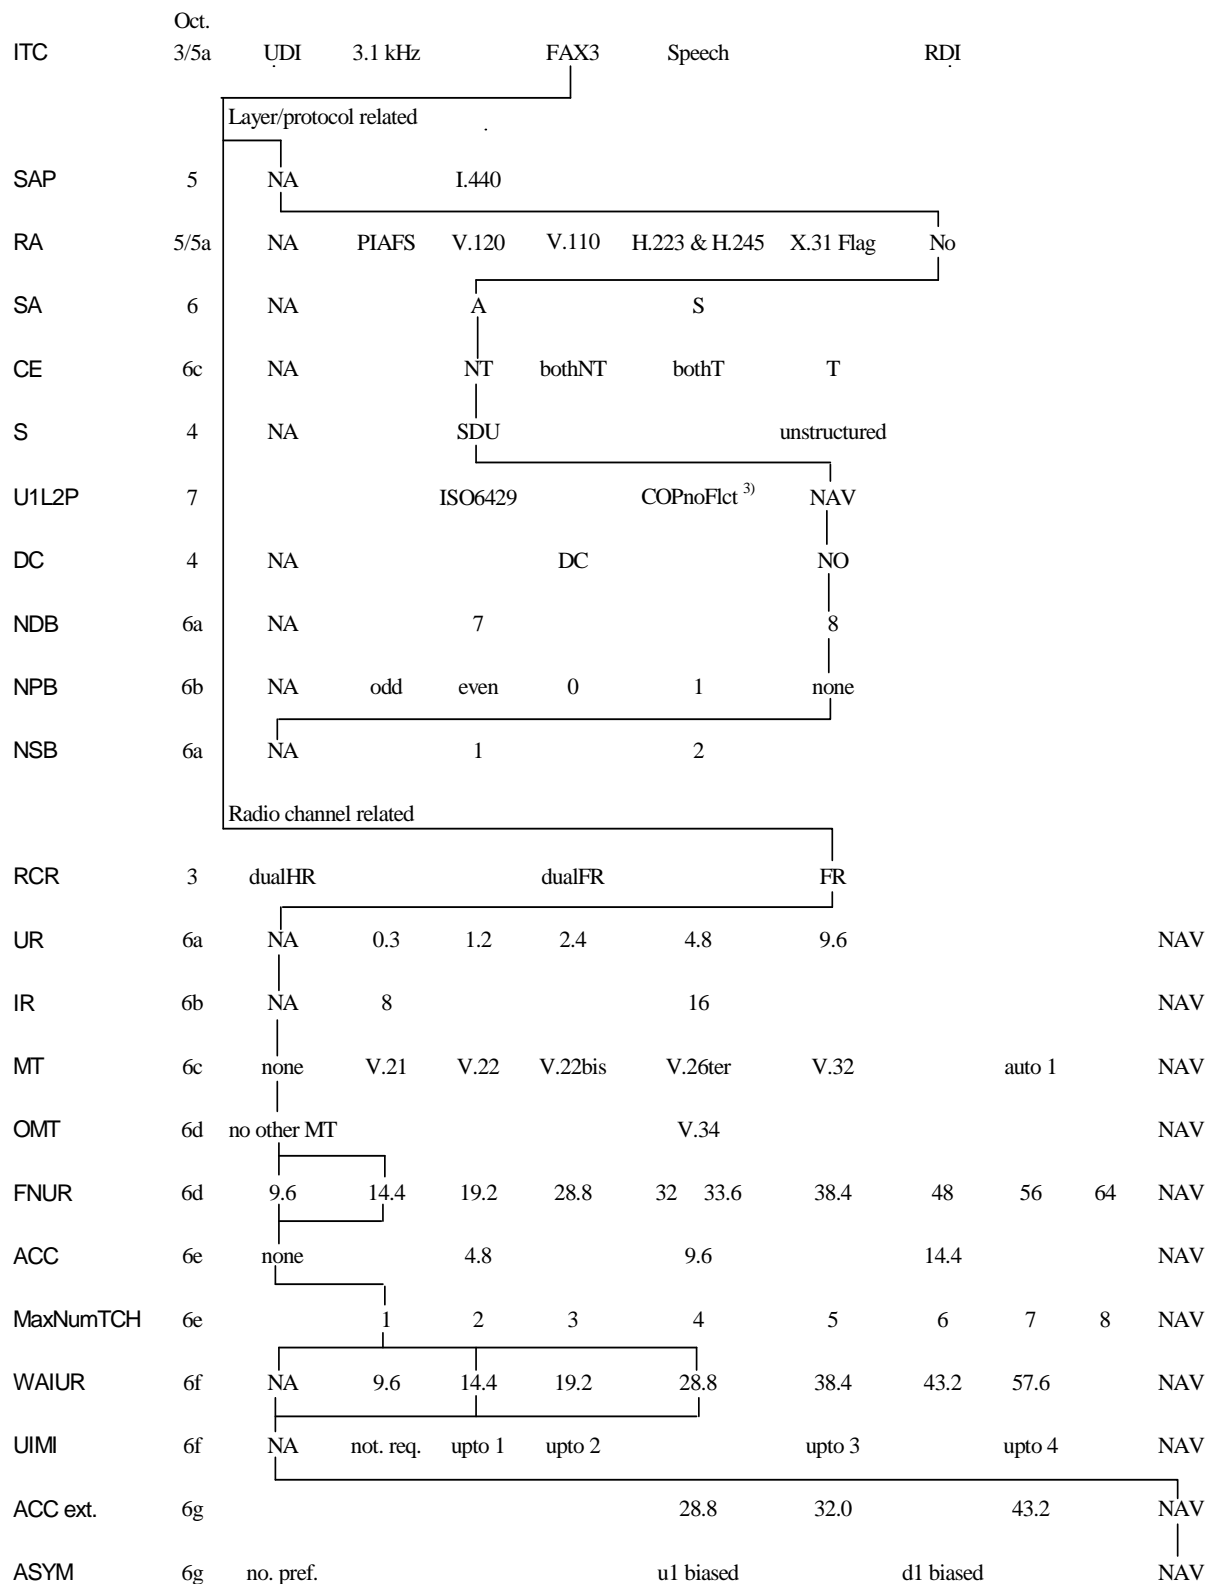 Oct.
ITC 3/5a UDI 3.1 kHz FAX3 Speech RDI
Layer/protocol related
SAP 5 NA I.440
RA 5/5a NA PIAFS V.120 V.110 H.223 & H.245 X.31 Flag No
SA 6 NA A S
CE 6c NA NT bothNT bothT T
S 4 NA SDU unstructured
U1L2P 7 ISO6429 COPnoFlct 3) NAV
DC 4 NA DC NO
NDB 6a NA 7 8
NPB 6b NA odd even 0 1 none
NSB 6a NA 1 2
Radio channel related
RCR 3 dualHR dualFR FR
UR 6a NA 0.3 1.2 2.4 4.8 9.6 NAV
IR 6b NA 8 16 NAV
MT 6c none V.21 V.22 V.22bis V.26ter V.32 auto 1 NAV
OMT 6d no other MT V.34 NAV
FNUR 6d 9.6 14.4 19.2 28.8 32 33.6 38.4 48 56 64 NAV
ACC 6e none 4.8 9.6 14.4 NAV
MaxNumTCH 6e 1 2 3 4 5 6 7 8 NAV
WAIUR 6f NA 9.6 14.4 19.2 28.8 38.4 43.2 57.6 NAV
UIMI 6f NA not. req. upto 1 upto 2 upto 3 upto 4 NAV
ACC ext. 6g 28.8 32.0 43.2 NAV
ASYM 6g no. pref. u1 biased d1 biased NAV